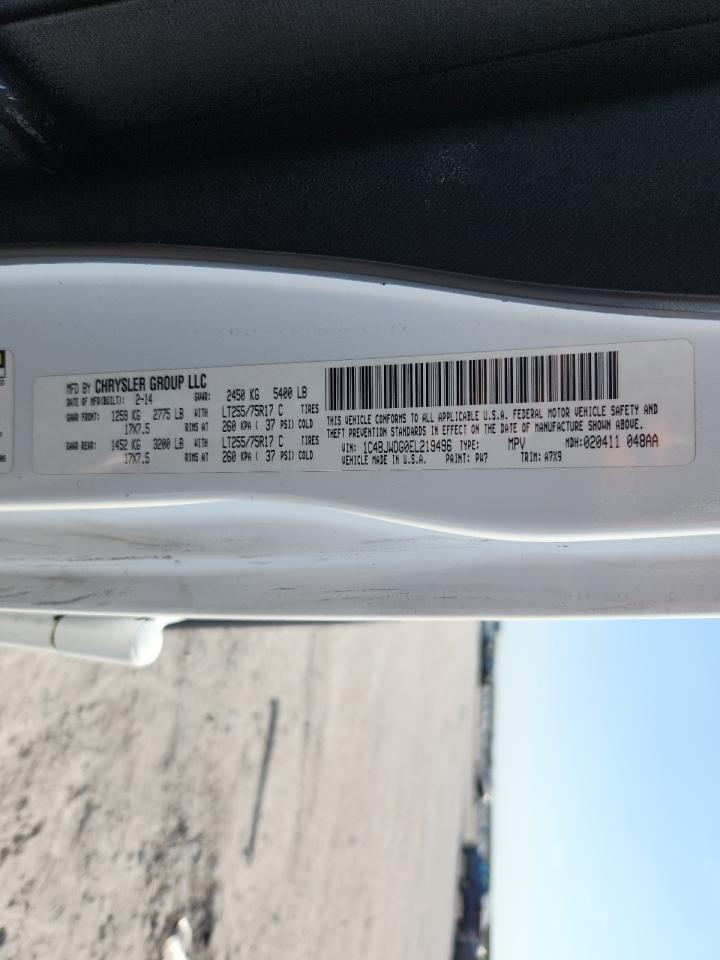 MFD BY CHRYSLER GROUP LLC
DATE OF MFR(BUILT): 2-14 GVWR: 2450 KG 5400 LB
GAWR FRONT: 1259 KG 2775 LB WITH LT255/75R17 C TIRES
17X7.5 RIMS AT 260 KPA ( 37 PSI) COLD
GAWR REAR: 1452 KG 3200 LB WITH LT255/75R17 C TIRES
17X7.5 RIMS AT 260 KPA ( 37 PSI) COLD
THIS VEHICLE CONFORMS TO ALL APPLICABLE U.S.A. FEDERAL MOTOR VEHICLE SAFETY AND
THEFT PREVENTION STANDARDS IN EFFECT ON THE DATE OF MANUFACTURE SHOWN ABOVE.
VIN: 1C4BJWDG0EL219496 TYPE: MPV MDH:020411 048AA
VEHICLE MADE IN U.S.A. PAINT: PW7 TRIM: A7X9